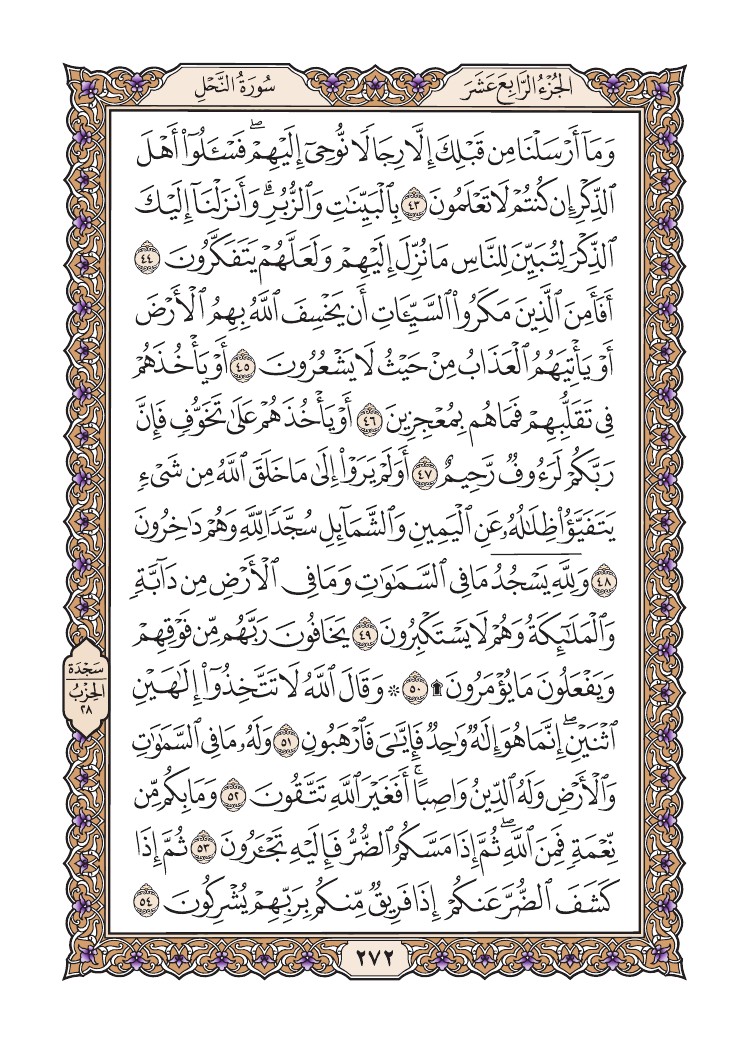 الجُزْءُ الرَّابِعَ عَشَرَ
سُورَةُ النَّحْلِ
وَمَآ أَرْسَلْنَا مِن قَبْلِكَ إِلَّا رِجَالًا نُّوحِىٓ إِلَيْهِمْۖ فَسْـَٔلُوٓا۟ أَهْلَ
ٱلذِّكْرِ إِن كُنتُمْ لَا تَعْلَمُونَ ٤٣ بِٱلْبَيِّنَـٰتِ وَٱلزُّبُرِۗ وَأَنزَلْنَآ إِلَيْكَ
ٱلذِّكْرَ لِتُبَيِّنَ لِلنَّاسِ مَا نُزِّلَ إِلَيْهِمْ وَلَعَلَّهُمْ يَتَفَكَّرُونَ ٤٤
أَفَأَمِنَ ٱلَّذِينَ مَكَرُوا۟ ٱلسَّيِّـَٔاتِ أَن يَخْسِفَ ٱللَّهُ بِهِمُ ٱلْأَرْضَ
أَوْ يَأْتِيَهُمُ ٱلْعَذَابُ مِنْ حَيْثُ لَا يَشْعُرُونَ ٤٥ أَوْ يَأْخُذَهُمْ
فِى تَقَلُّبِهِمْ فَمَا هُم بِمُعْجِزِينَ ٤٦ أَوْ يَأْخُذَهُمْ عَلَىٰ تَخَوُّفٍ فَإِنَّ
رَبَّكُمْ لَرَءُوفٌ رَّحِيمٌ ٤٧ أَوَلَمْ يَرَوْا۟ إِلَىٰ مَا خَلَقَ ٱللَّهُ مِن شَىْءٍ
يَتَفَيَّؤُا۟ ظِلَـٰلُهُۥ عَنِ ٱلْيَمِينِ وَٱلشَّمَآئِلِ سُجَّدًا لِّلَّهِ وَهُمْ دَٰخِرُونَ
٤٨ وَلِلَّهِ يَسْجُدُ مَا فِى ٱلسَّمَـٰوَٰتِ وَمَا فِى ٱلْأَرْضِ مِن دَآبَّةٍ
وَٱلْمَلَـٰٓئِكَةُ وَهُمْ لَا يَسْتَكْبِرُونَ ٤٩ يَخَافُونَ رَبَّهُم مِّن فَوْقِهِمْ
وَيَفْعَلُونَ مَا يُؤْمَرُونَ ۩ ٥٠ ۞ وَقَالَ ٱللَّهُ لَا تَتَّخِذُوٓا۟ إِلَـٰهَيْنِ
ٱثْنَيْنِۖ إِنَّمَا هُوَ إِلَـٰهٌ وَٰحِدٌ فَإِيَّـٰىَ فَٱرْهَبُونِ ٥١ وَلَهُۥ مَا فِى ٱلسَّمَـٰوَٰتِ
وَٱلْأَرْضِ وَلَهُ ٱلدِّينُ وَاصِبًاۚ أَفَغَيْرَ ٱللَّهِ تَتَّقُونَ ٥٢ وَمَا بِكُم مِّن
نِّعْمَةٍ فَمِنَ ٱللَّهِۖ ثُمَّ إِذَا مَسَّكُمُ ٱلضُّرُّ فَإِلَيْهِ تَجْـَٔرُونَ ٥٣ ثُمَّ إِذَا
كَشَفَ ٱلضُّرَّ عَنكُمْ إِذَا فَرِيقٌ مِّنكُم بِرَبِّهِمْ يُشْرِكُونَ ٥٤
سَجْدَة
الحِزْبُ
٢٨
٢٧٢